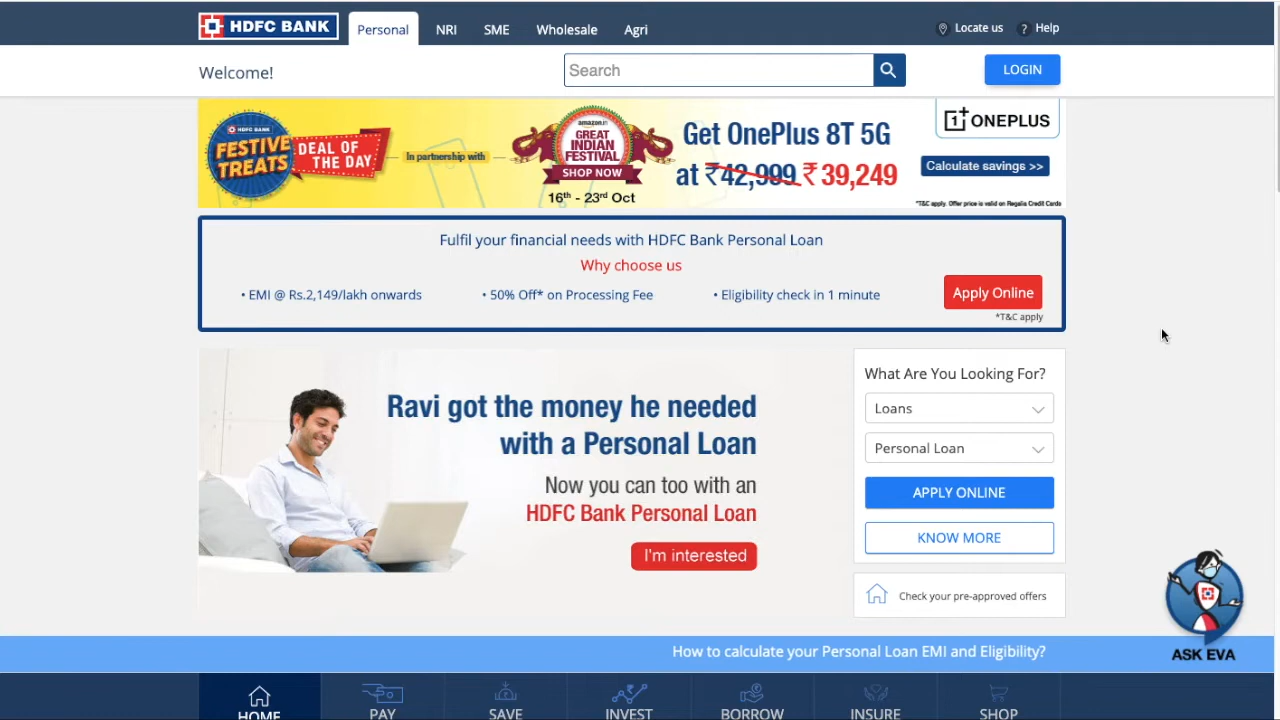 HDFC BANK
Personal
NRI
SME
Wholesale
Agri
Locate us
? Help
Welcome!
Search
LOGIN
HDFC BANK
FESTIVE
TREATS
DEAL OF
THE DAY
In partnership with
amazon.in
GREAT
INDIAN
FESTIVAL
SHOP NOW
16th - 23rd Oct
Get OnePlus 8T 5G
at ₹42,999 ₹39,249
1+ ONEPLUS
Calculate savings >>
*T&C apply. Offer price is valid on Regalia Credit Cards
Fulfil your financial needs with HDFC Bank Personal Loan
Why choose us
• EMI @ Rs.2,149/lakh onwards
• 50% Off* on Processing Fee
• Eligibility check in 1 minute
Apply Online
*T&C apply
Ravi got the money he needed
with a Personal Loan
Now you can too with an
HDFC Bank Personal Loan
I'm interested
What Are You Looking For?
Loans
Personal Loan
APPLY ONLINE
KNOW MORE
Check your pre-approved offers
ASK EVA
How to calculate your Personal Loan EMI and Eligibility?
HOME
PAY
SAVE
INVEST
BORROW
INSURE
SHOP